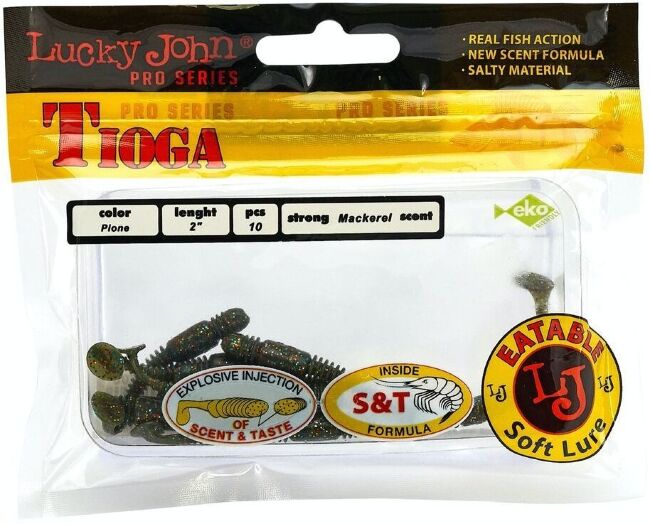 Lucky John®
PRO SERIES
· REAL FISH ACTION
· NEW SCENT FORMULA
· SALTY MATERIAL
PRO SERIES PRO SERIES
TIOGA
color lenght pcs strong Mackerel scent
Plone 2" 10
eko
FRIENDLY
EXPLOSIVE INJECTION
OF
SCENT & TASTE
INSIDE
S&T
FORMULA
EATABLE
LJ LJ LJ
Soft Lure